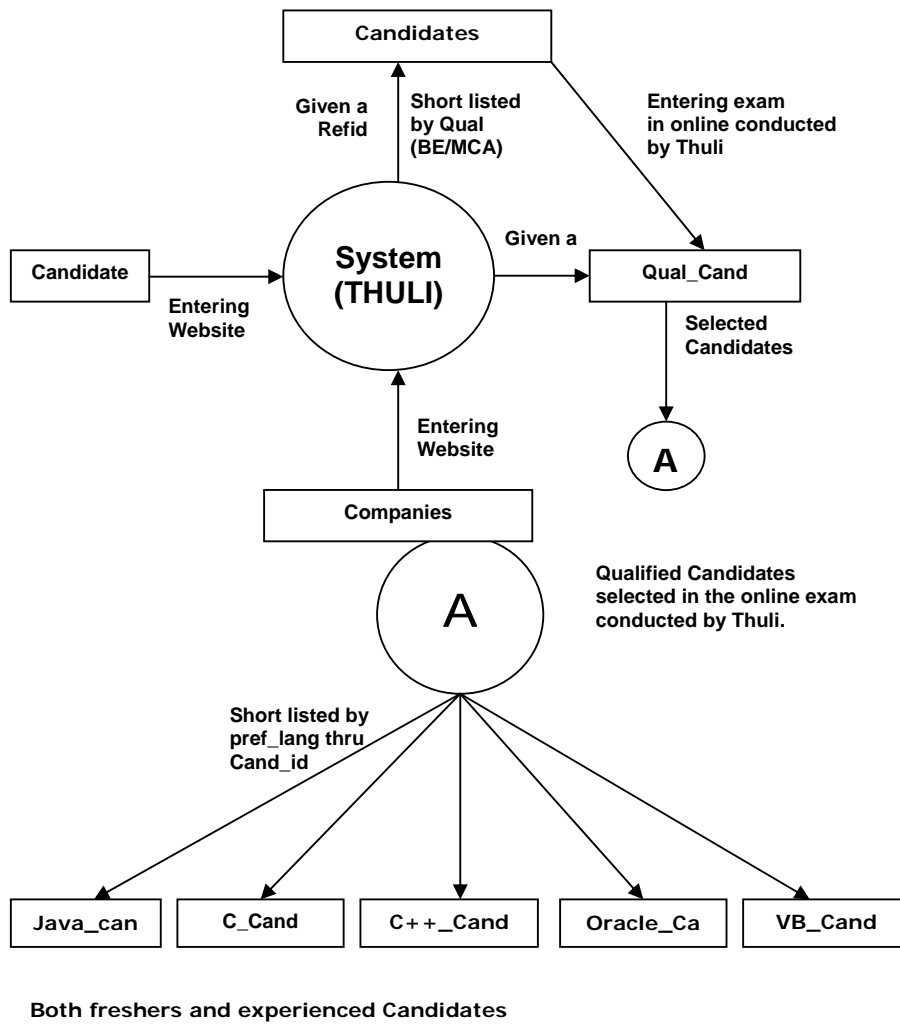 Candidates
Given a
Refid
Short listed
by Qual
(BE/MCA)
Entering exam
in online conducted
by Thuli
Candidate
Entering
Website
System
(THULI)
Given a
Qual_Cand
Selected
Candidates
A
Entering
Website
Companies
A
Qualified Candidates
selected in the online exam
conducted by Thuli.
Short listed by
pref_lang thru
Cand_id
Java_can
C_Cand
C++_Cand
Oracle_Ca
VB_Cand
Both freshers and experienced Candidates